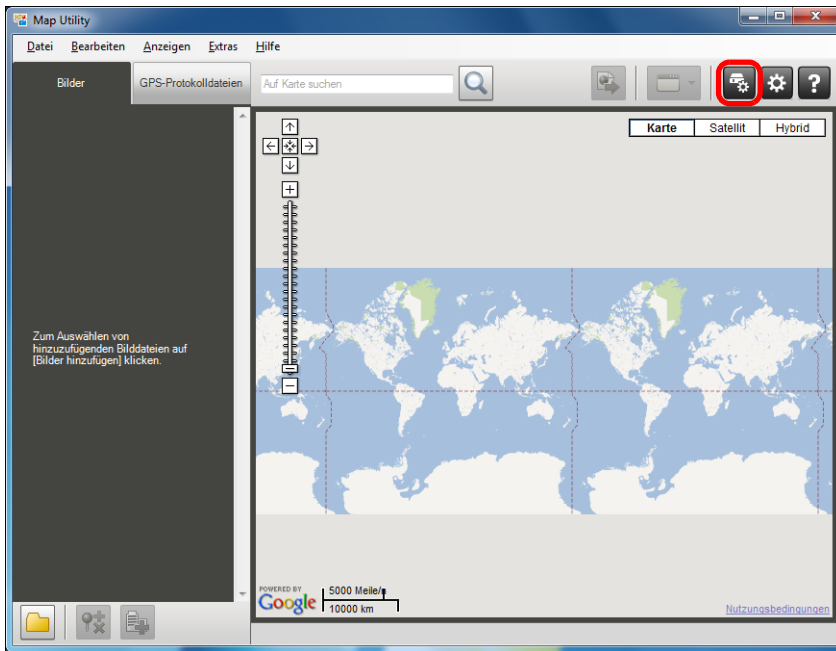 Map Utility
Datei Bearbeiten Anzeigen Extras Hilfe
Bilder
GPS-Protokolldateien
Auf Karte suchen
?
Karte
Satellit
Hybrid
Zum Auswählen von
hinzuzufügenden Bilddateien auf
[Bilder hinzufügen] klicken.
POWERED BY
Google
5000 Meile/n
10000 km
Nutzungsbedingungen